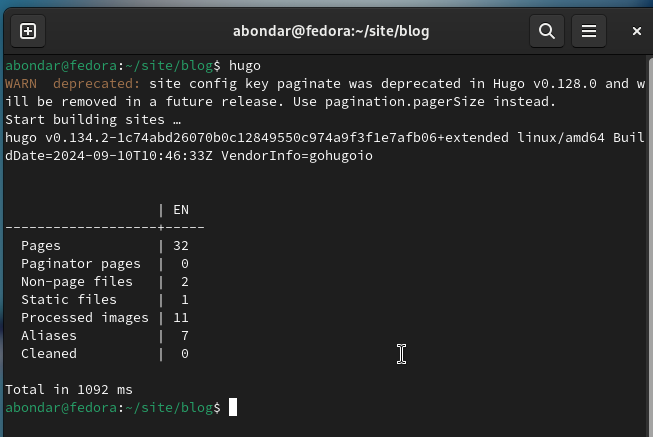 abondar@fedora:~/site/blog
abondar@fedora:~/site/blog$ hugo
WARN  deprecated: site config key paginate was deprecated in Hugo v0.128.0 and w
ill be removed in a future release. Use pagination.pagerSize instead.
Start building sites …
hugo v0.134.2-1c74abd26070b0c12849550c974a9f3f1e7afb06+extended linux/amd64 Buil
dDate=2024-09-10T10:46:33Z VendorInfo=gohugoio
                   | EN
-------------------+-----
  Pages            | 32
  Paginator pages  |  0
  Non-page files   |  2
  Static files     |  1
  Processed images | 11
  Aliases          |  7
  Cleaned          |  0
Total in 1092 ms
abondar@fedora:~/site/blog$